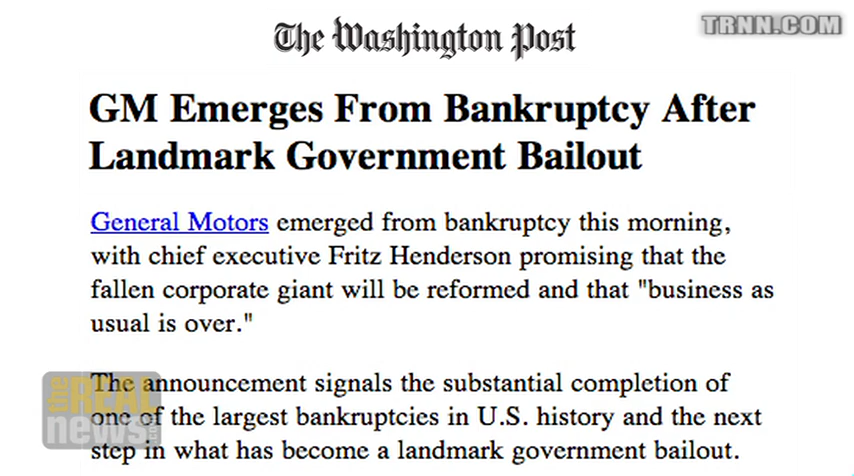 The Washington Post
TRNN.COM
GM Emerges From Bankruptcy After
Landmark Government Bailout
General Motors emerged from bankruptcy this morning,
with chief executive Fritz Henderson promising that the
fallen corporate giant will be reformed and that "business as
usual is over."
The announcement signals the substantial completion of
one of the largest bankruptcies in U.S. history and the next
step in what has become a landmark government bailout.
the REAL
news.com